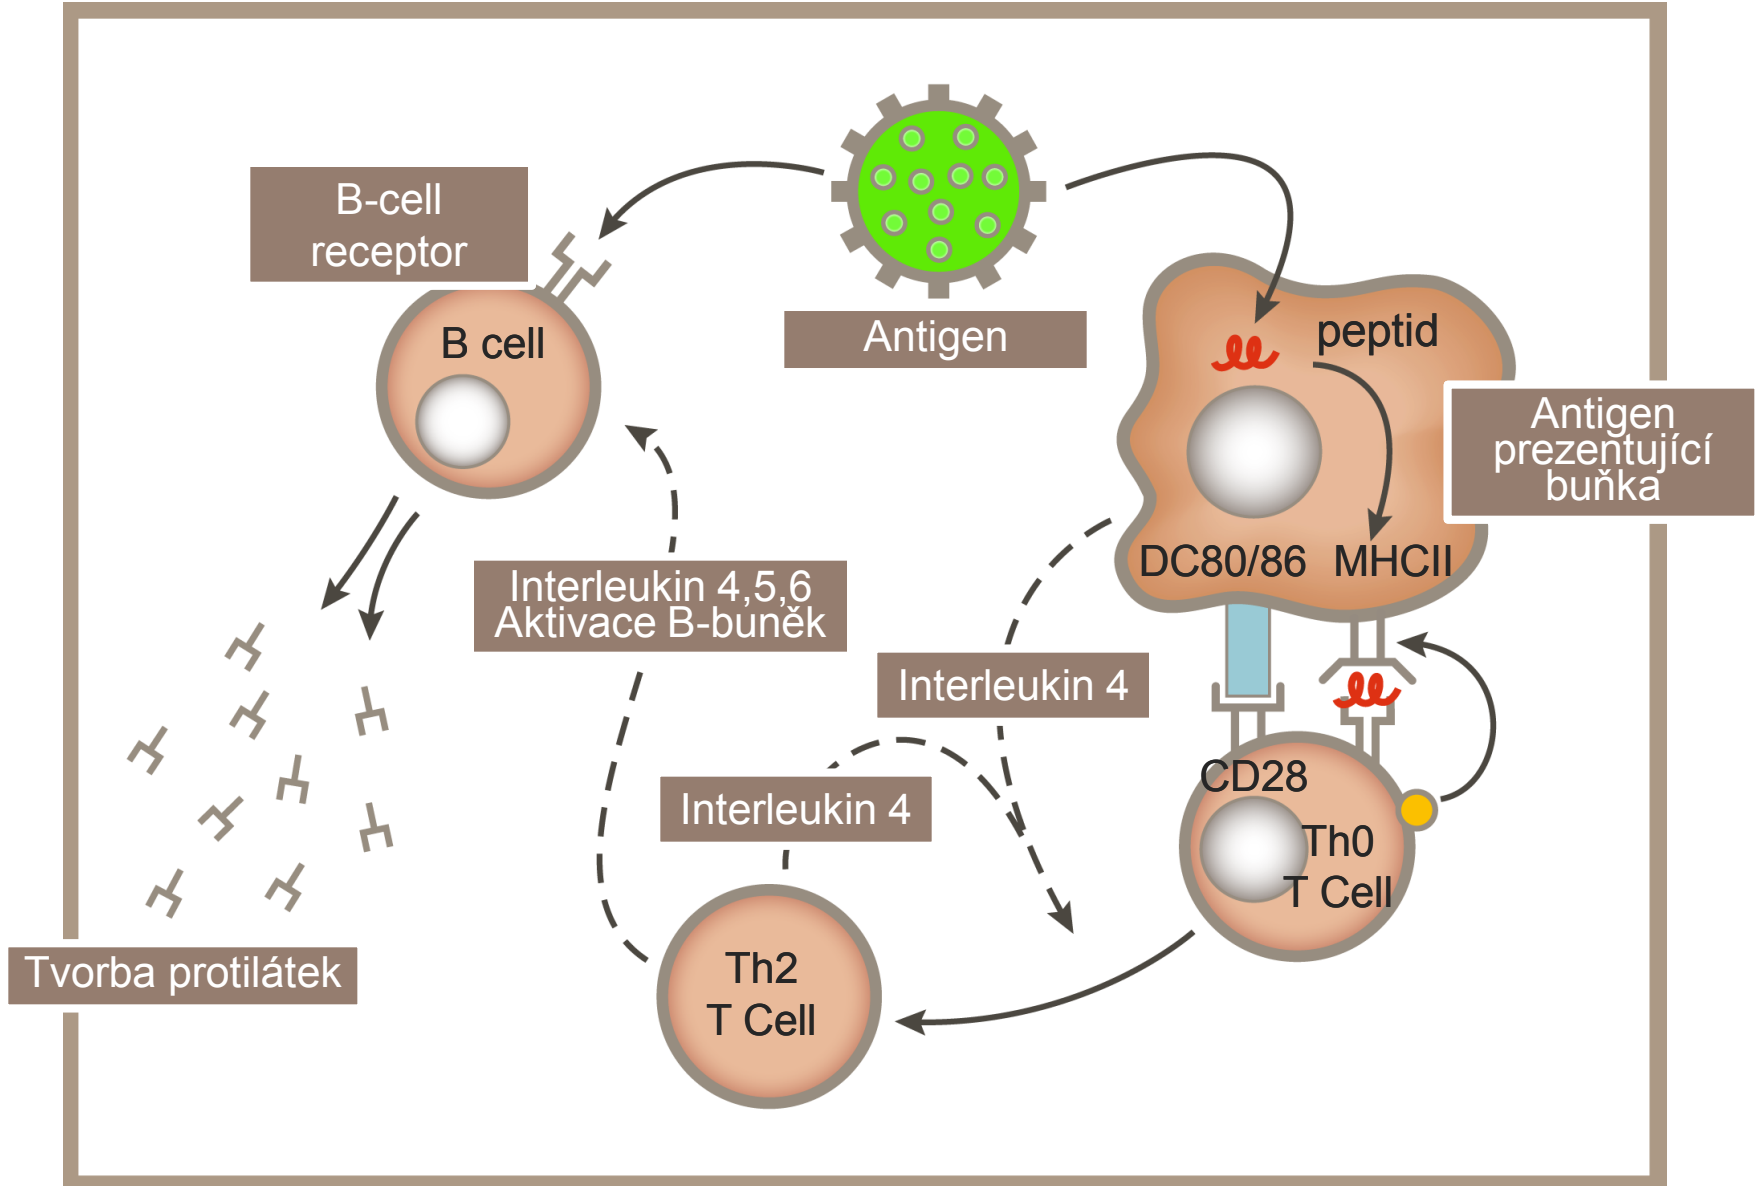 B-cell
receptor
B cell
Antigen
peptid
Antigen
prezentující
buňka
DC80/86
MHCII
Interleukin 4,5,6
Aktivace B-buněk
Interleukin 4
Interleukin 4
CD28
Th0
T Cell
Tvorba protilátek
Th2
T Cell